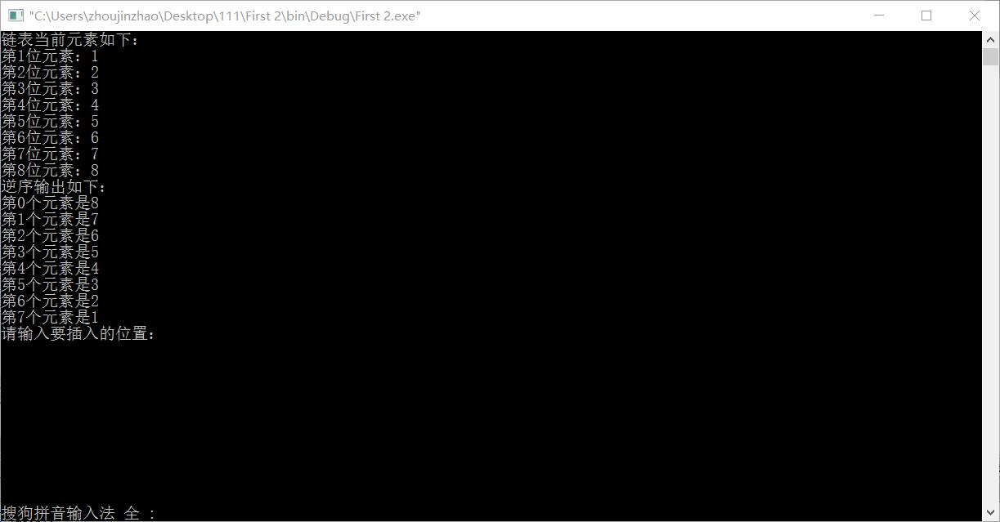 "C:\Users\zhoujinzhao\Desktop\111\First 2\bin\Debug\First 2.exe"
链表当前元素如下：
第1位元素：1
第2位元素：2
第3位元素：3
第4位元素：4
第5位元素：5
第6位元素：6
第7位元素：7
第8位元素：8
逆序输出如下：
第0个元素是8
第1个元素是7
第2个元素是6
第3个元素是5
第4个元素是4
第5个元素是3
第6个元素是2
第7个元素是1
请输入要插入的位置：
搜狗拼音输入法 全 ：